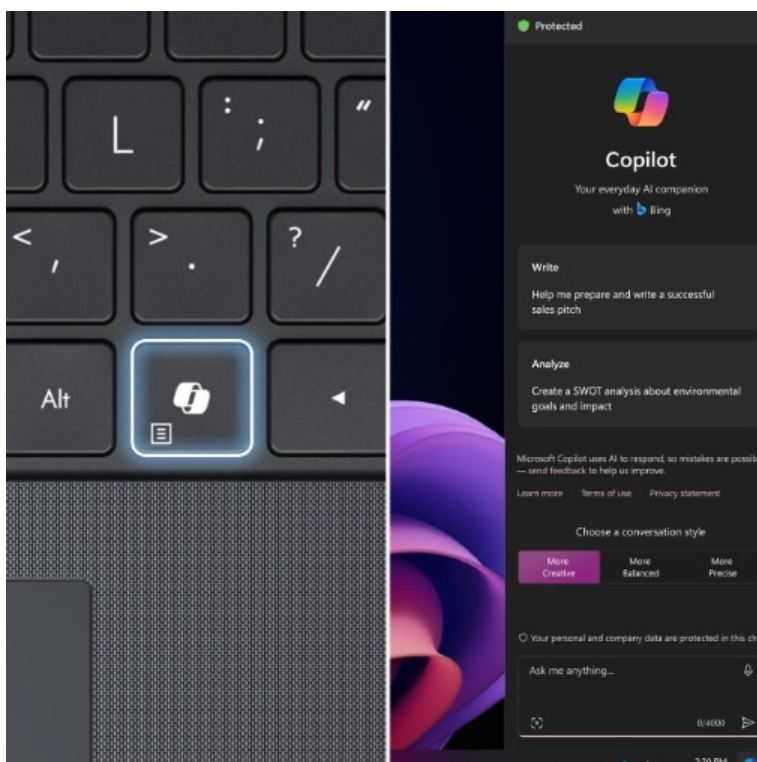 L
: ;
"
< ,
> .
? /
Alt
Protected
Copilot
Your everyday AI companion
with Bing
Write
Help me prepare and write a successful
sales pitch
Analyze
Create a SWOT analysis about environmental
goals and impact
Microsoft Copilot uses AI to respond, so mistakes are
— send feedback to help us improve.
Learn more Terms of use Privacy statement
Choose a conversation style
More Creative
More Balanced
More Precise
Your personal and company data are protected in this
Ask me anything...
0/4000